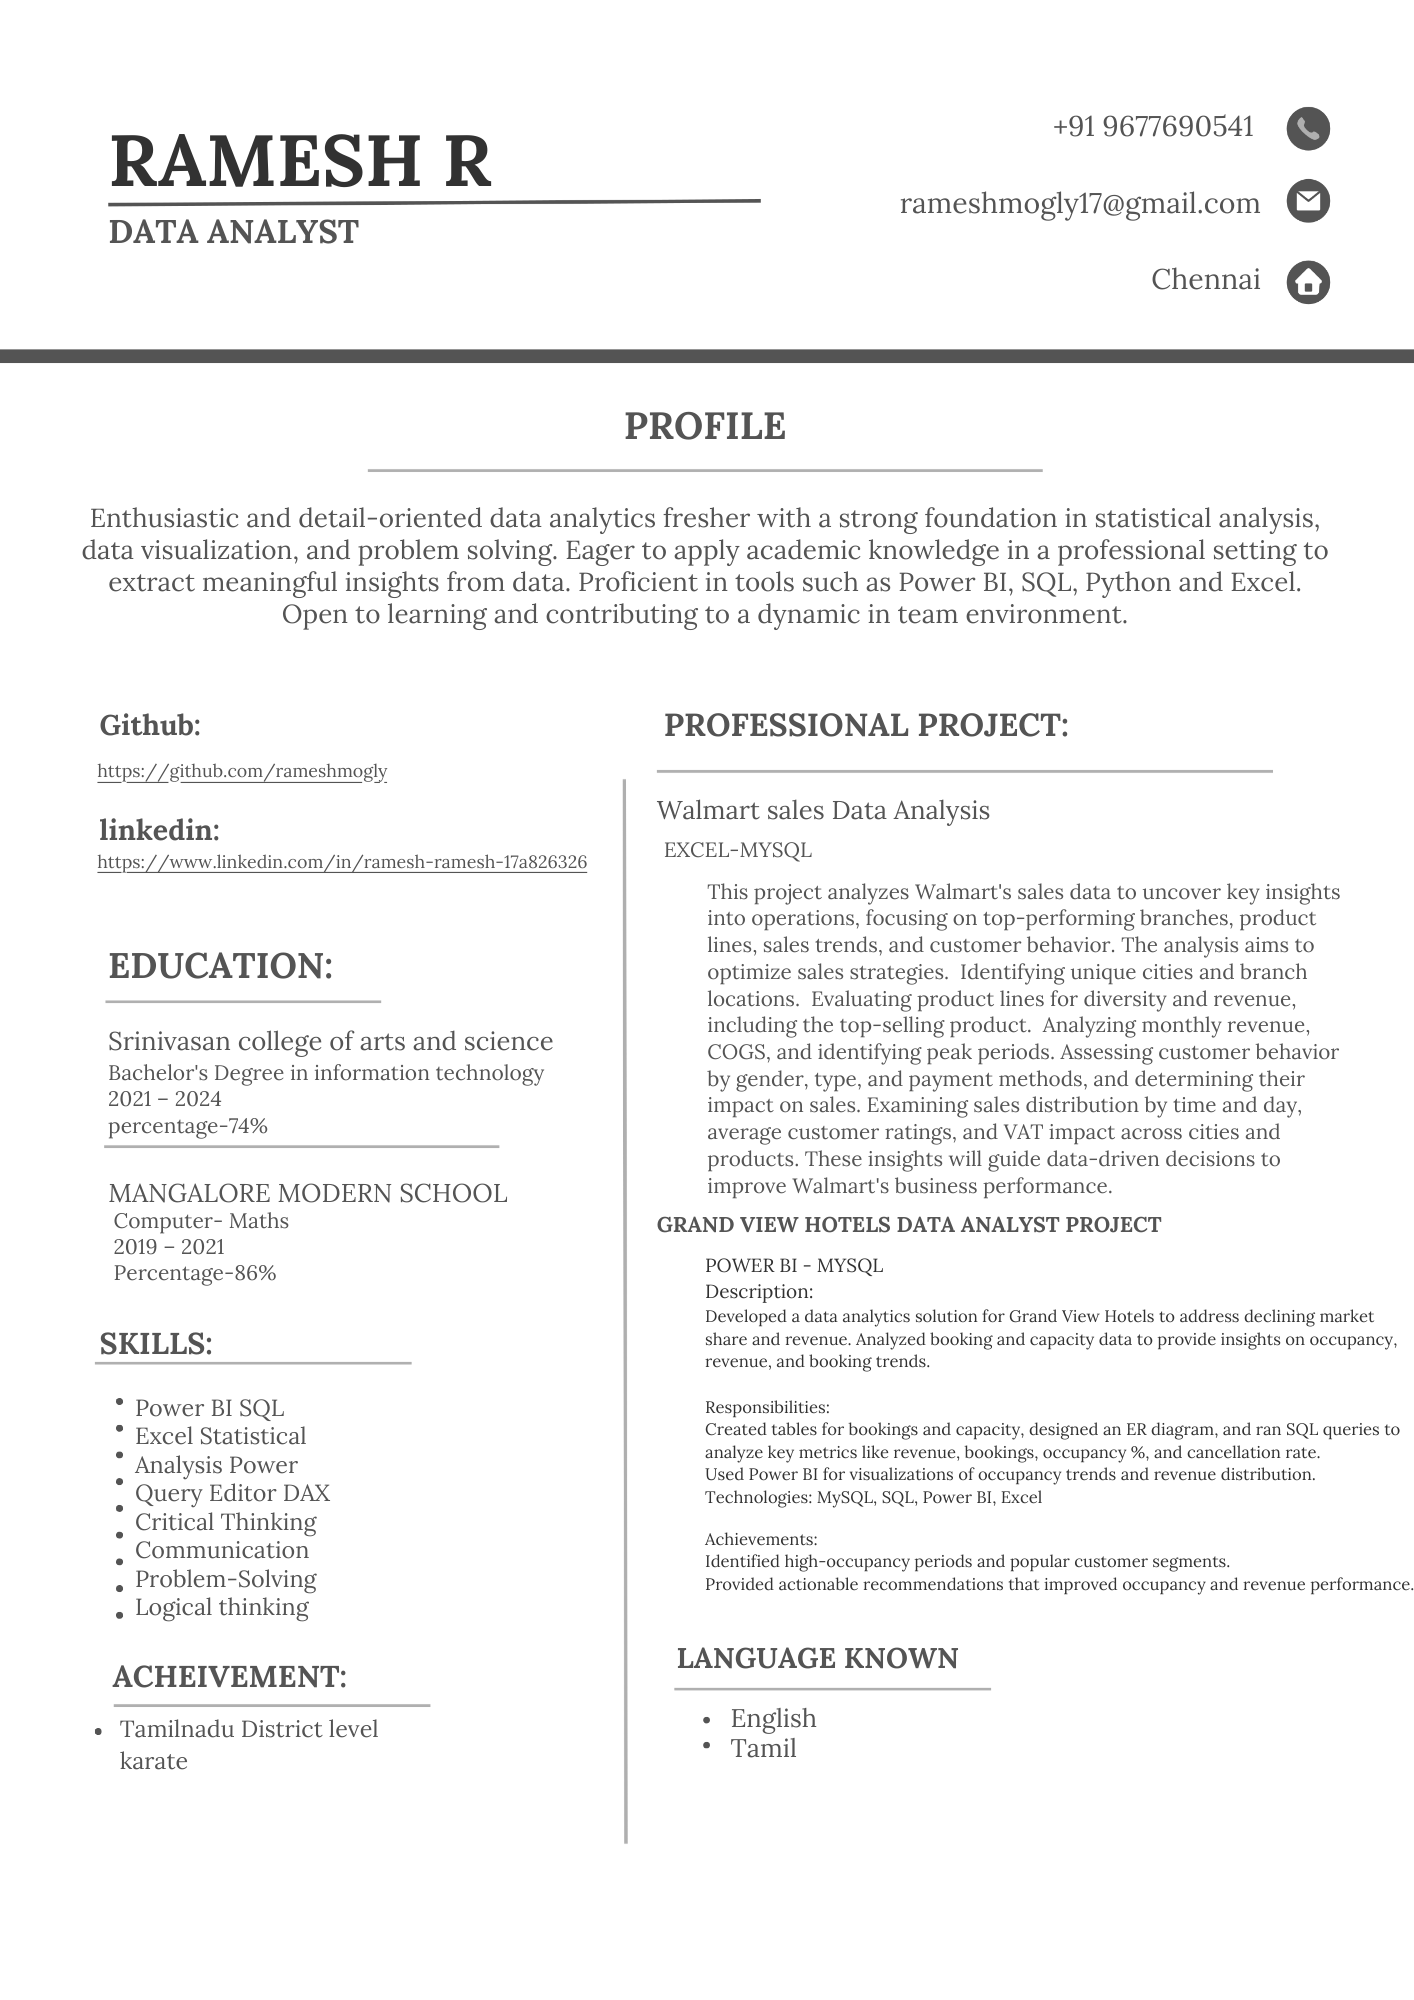 RAMESH R
DATA ANALYST
+91 9677690541
rameshmogly17@gmail.com
Chennai
PROFILE
Enthusiastic and detail-oriented data analytics fresher with a strong foundation in statistical analysis,
data visualization, and problem solving. Eager to apply academic knowledge in a professional setting to
extract meaningful insights from data. Proficient in tools such as Power BI, SQL, Python and Excel.
Open to learning and contributing to a dynamic in team environment.
Github:
https://github.com/rameshmogly
linkedin:
https://www.linkedin.com/in/ramesh-ramesh-17a826326
EDUCATION:
Srinivasan college of arts and science
Bachelor's Degree in information technology
2021 – 2024
percentage-74%
MANGALORE MODERN SCHOOL
Computer- Maths
2019 – 2021
Percentage-86%
SKILLS:
• Power BI SQL
• Excel Statistical
• Analysis Power
• Query Editor DAX
• Critical Thinking
• Communication
• Problem-Solving
• Logical thinking
ACHEIVEMENT:
• Tamilnadu District level
karate
PROFESSIONAL PROJECT:
Walmart sales Data Analysis
EXCEL-MYSQL
This project analyzes Walmart's sales data to uncover key insights
into operations, focusing on top-performing branches, product
lines, sales trends, and customer behavior. The analysis aims to
optimize sales strategies. Identifying unique cities and branch
locations. Evaluating product lines for diversity and revenue,
including the top-selling product. Analyzing monthly revenue,
COGS, and identifying peak periods. Assessing customer behavior
by gender, type, and payment methods, and determining their
impact on sales. Examining sales distribution by time and day,
average customer ratings, and VAT impact across cities and
products. These insights will guide data-driven decisions to
improve Walmart's business performance.
GRAND VIEW HOTELS DATA ANALYST PROJECT
POWER BI - MYSQL
Description:
Developed a data analytics solution for Grand View Hotels to address declining market
share and revenue. Analyzed booking and capacity data to provide insights on occupancy,
revenue, and booking trends.
Responsibilities:
Created tables for bookings and capacity, designed an ER diagram, and ran SQL queries to
analyze key metrics like revenue, bookings, occupancy %, and cancellation rate.
Used Power BI for visualizations of occupancy trends and revenue distribution.
Technologies: MySQL, SQL, Power BI, Excel
Achievements:
Identified high-occupancy periods and popular customer segments.
Provided actionable recommendations that improved occupancy and revenue performance.
LANGUAGE KNOWN
• English
• Tamil